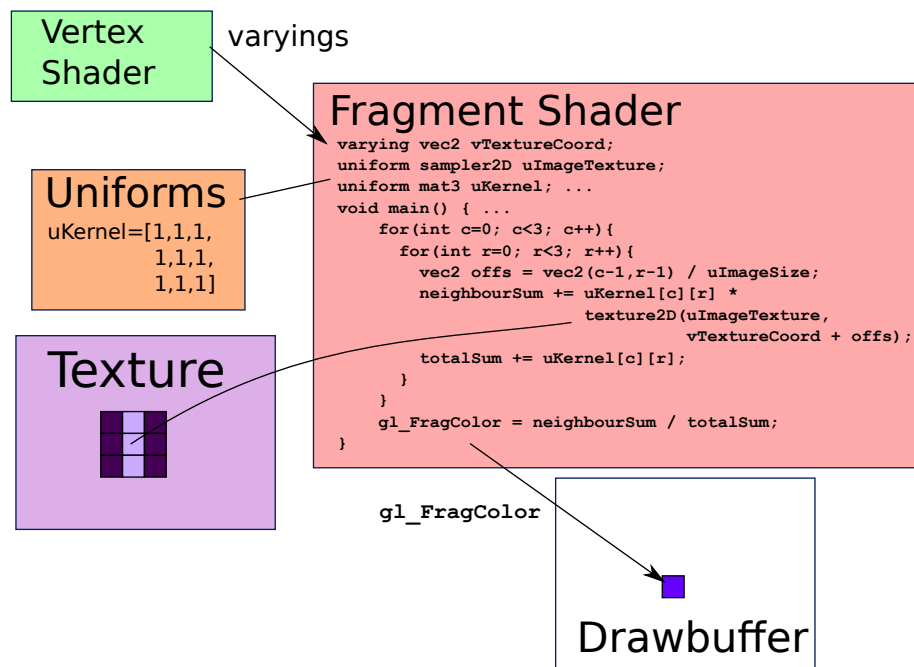 Vertex
Shader
varyings
Fragment Shader
varying vec2 vTextureCoord;
uniform sampler2D uImageTexture;
uniform mat3 uKernel; ...
void main() { ...
for(int c=0; c<3; c++){
for(int r=0; r<3; r++){
vec2 offs = vec2(c-1,r-1) / uImageSize;
neighbourSum += uKernel[c][r] *
texture2D(uImageTexture,
vTextureCoord + offs);
totalSum += uKernel[c][r];
}
}
gl_FragColor = neighbourSum / totalSum;
}
Uniforms
uKernel=[1,1,1,
1,1,1,
1,1,1]
Texture
gl_FragColor
Drawbuffer